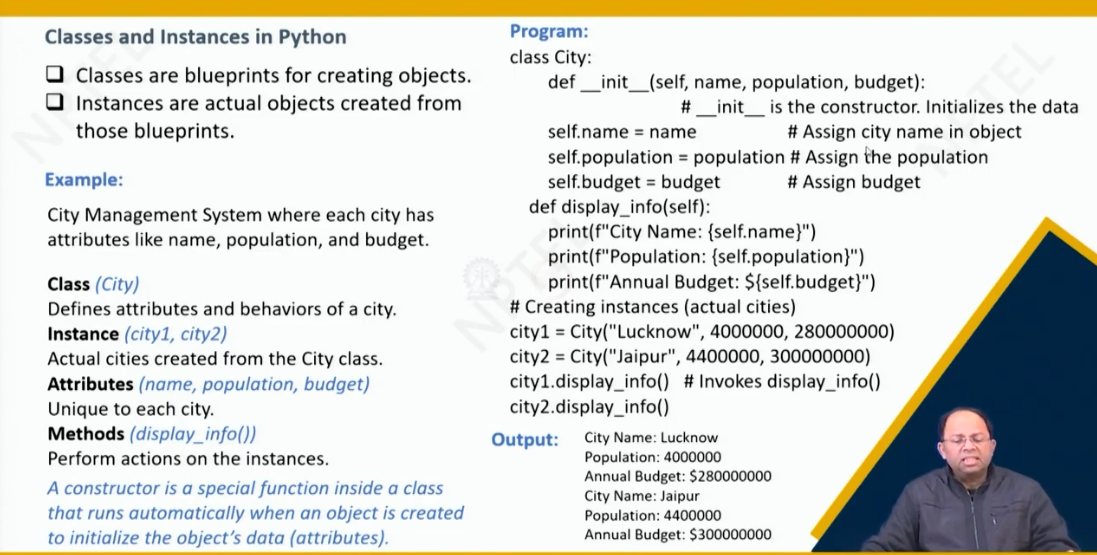 Classes and Instances in Python
❑ Classes are blueprints for creating objects.
❑ Instances are actual objects created from
those blueprints.
Example:
City Management System where each city has
attributes like name, population, and budget.
Class (City)
Defines attributes and behaviors of a city.
Instance (city1, city2)
Actual cities created from the City class.
Attributes (name, population, budget)
Unique to each city.
Methods (display_info())
Perform actions on the instances.
A constructor is a special function inside a class
that runs automatically when an object is created
to initialize the object's data (attributes).
Program:
class City:
def __init__(self, name, population, budget):
# __init__ is the constructor. Initializes the data
self.name = name # Assign city name in object
self.population = population # Assign the population
self.budget = budget # Assign budget
def display_info(self):
print(f"City Name: {self.name}")
print(f"Population: {self.population}")
print(f"Annual Budget: ${self.budget}")
# Creating instances (actual cities)
city1 = City("Lucknow", 4000000, 280000000)
city2 = City("Jaipur", 4400000, 300000000)
city1.display_info() # Invokes display_info()
city2.display_info()
Output:
City Name: Lucknow
Population: 4000000
Annual Budget: $280000000
City Name: Jaipur
Population: 4400000
Annual Budget: $300000000
NPTEL
NPTEL
NPTEL